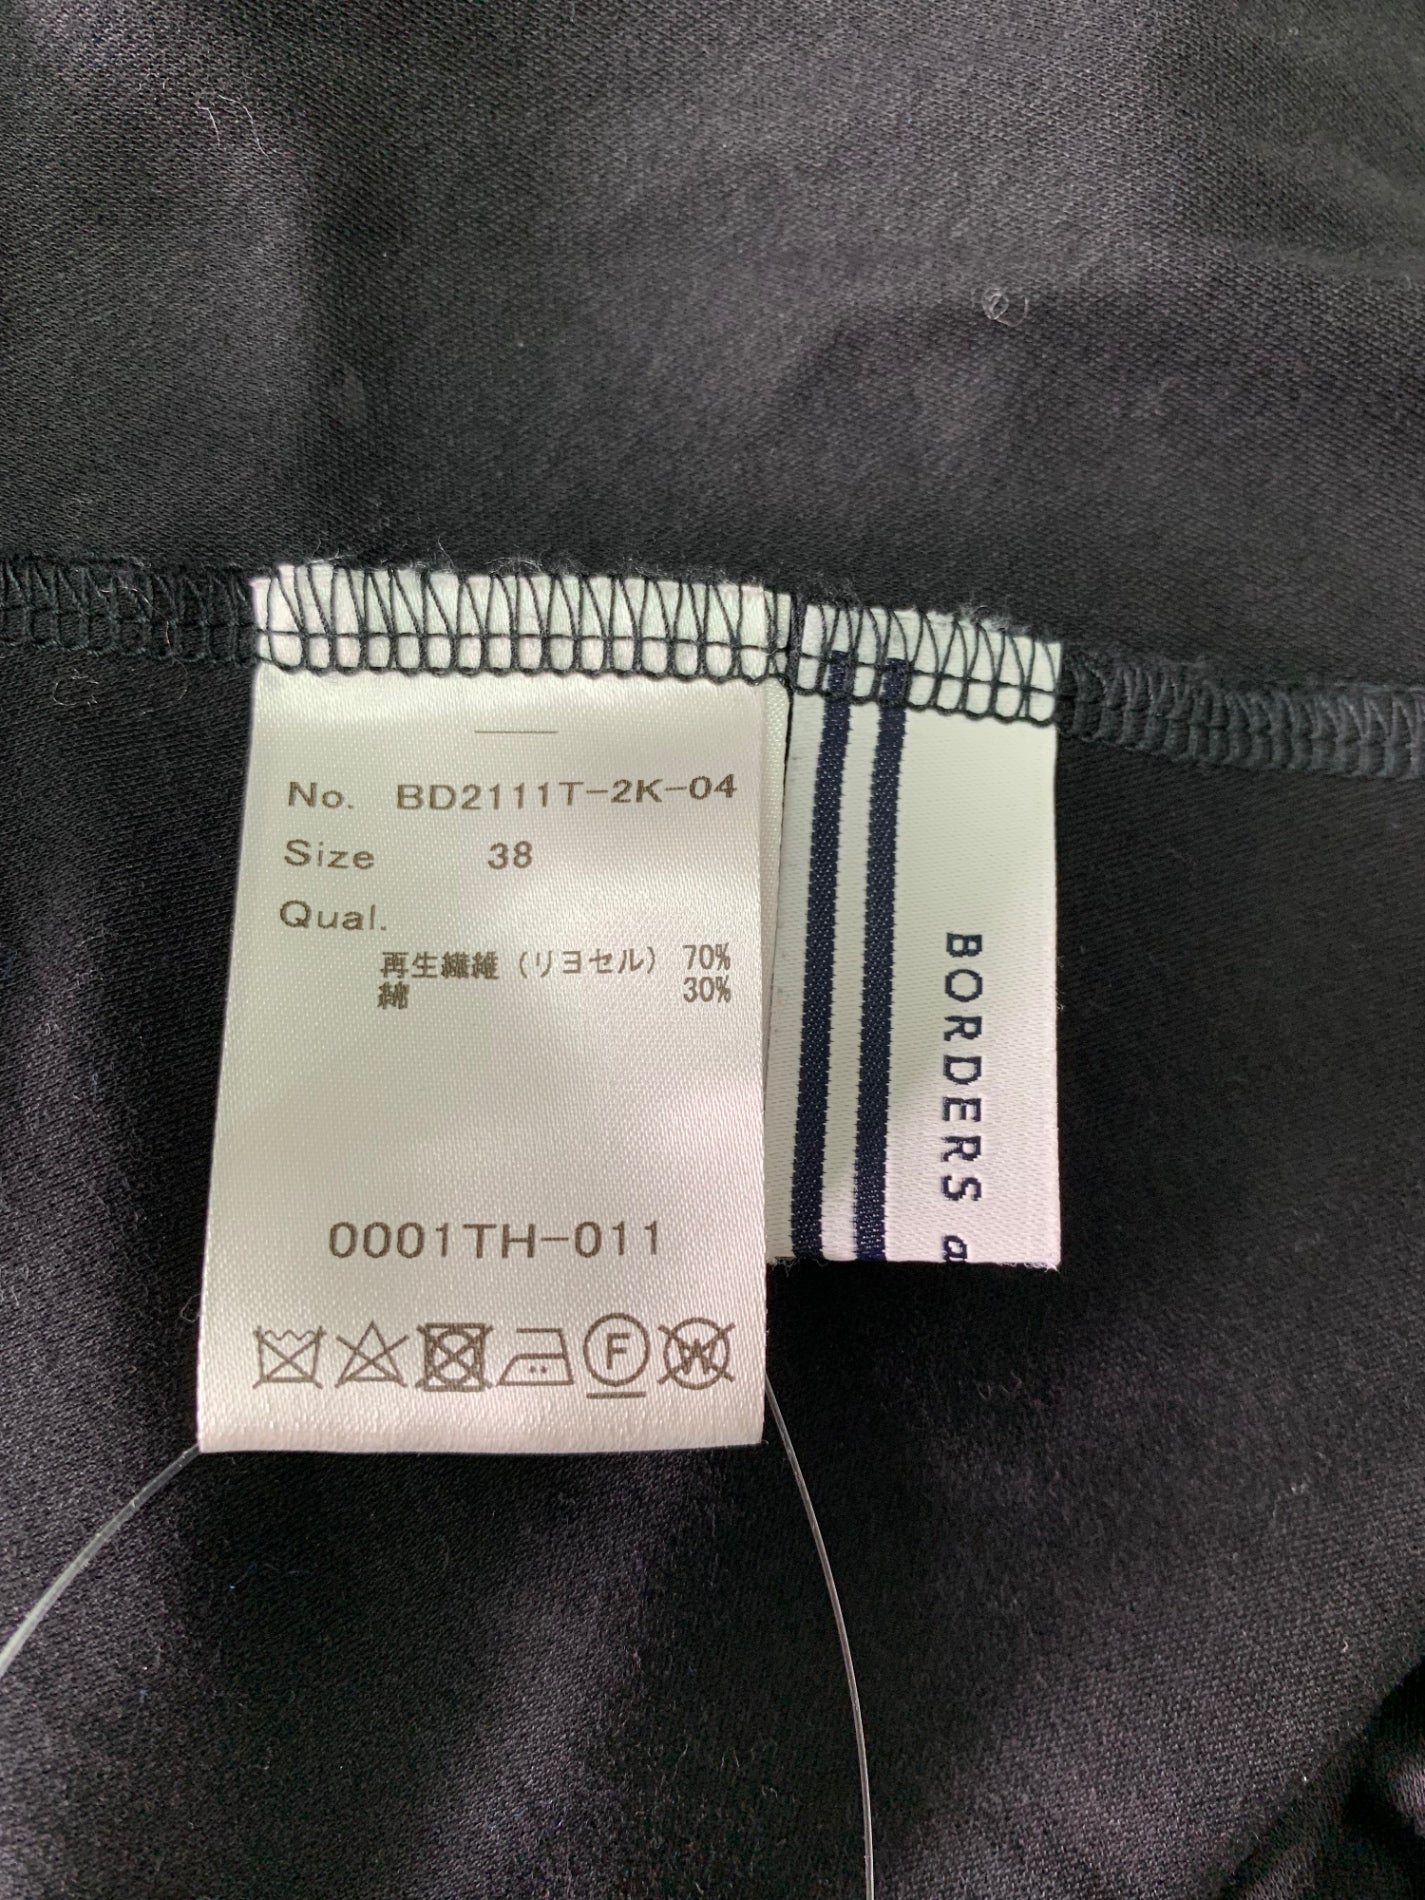 No. BD2111T-2K-04
Size 38
Qual.
再生繊維（リヨセル） 70%
綿 30%
0001TH-011
F
W
BORDERS a